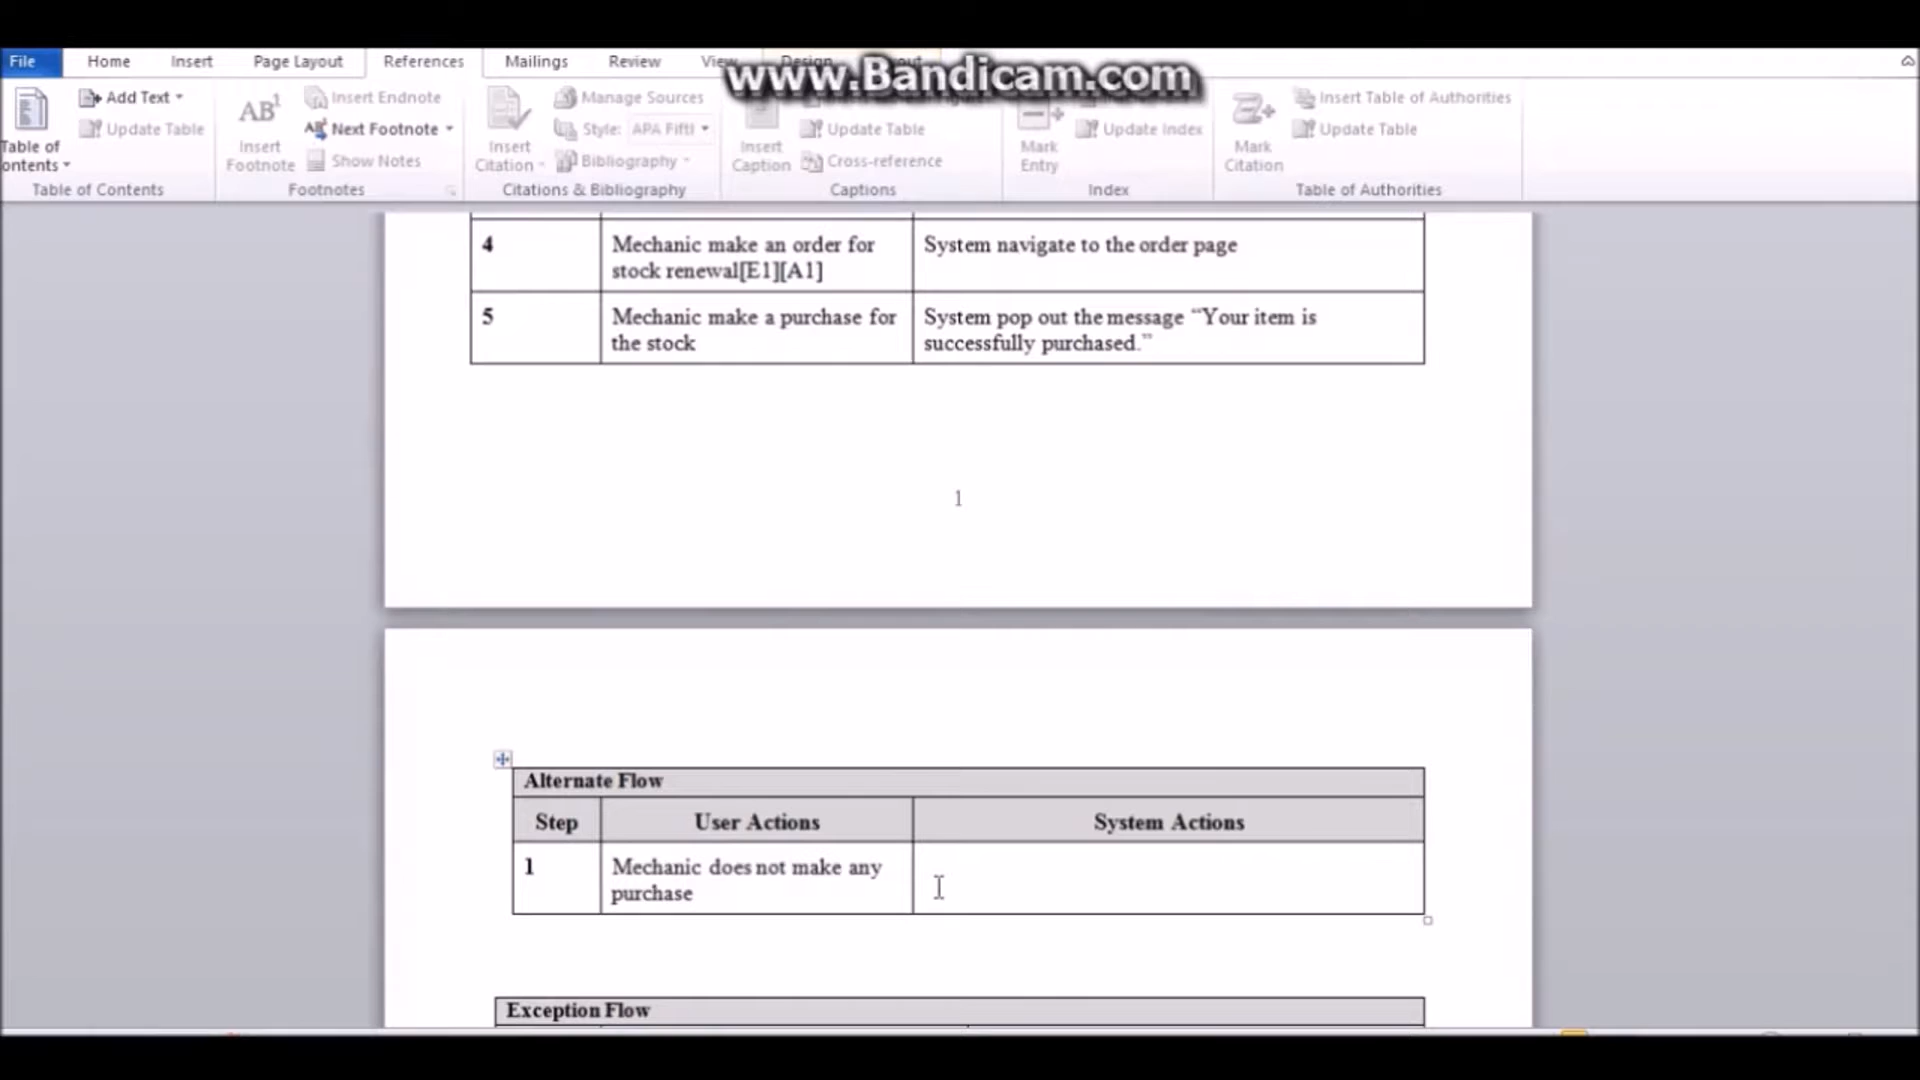 www.Bandicam.com
File Home Insert Page Layout References Mailings Review View
Add Text
Update Table
Table of
ontents
Table of Contents
AB1
Insert
Footnote
Insert Endnote
Next Footnote
Show Notes
Footnotes
Insert
Citation
Manage Sources
Style: APA Fifth
Bibliography
Citations & Bibliography
Insert
Caption
Update Table
Cross-reference
Captions
Mark
Entry
Update Index
Index
Mark
Citation
Insert Table of Authorities
Update Table
Table of Authorities
4
Mechanic make an order for
stock renewal[E1][A1]
System navigate to the order page
5
Mechanic make a purchase for
the stock
System pop out the message “Your item is
successfully purchased.”
1
Alternate Flow
Step User Actions System Actions
1
Mechanic does not make any
purchase
Exception Flow